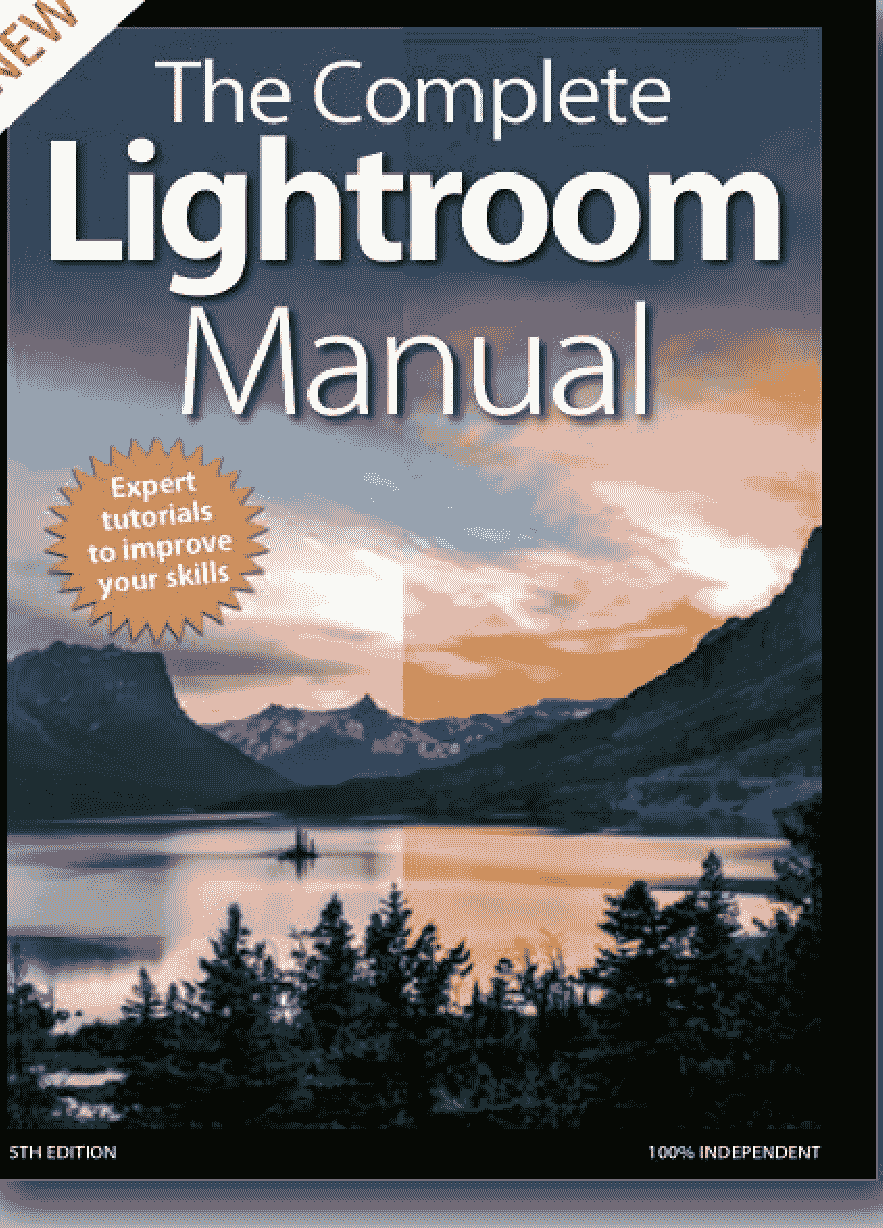 NEW
The Complete
Lightroom
Manual
Expert
tutorials
to improve
your skills
5TH EDITION
100% INDEPENDENT